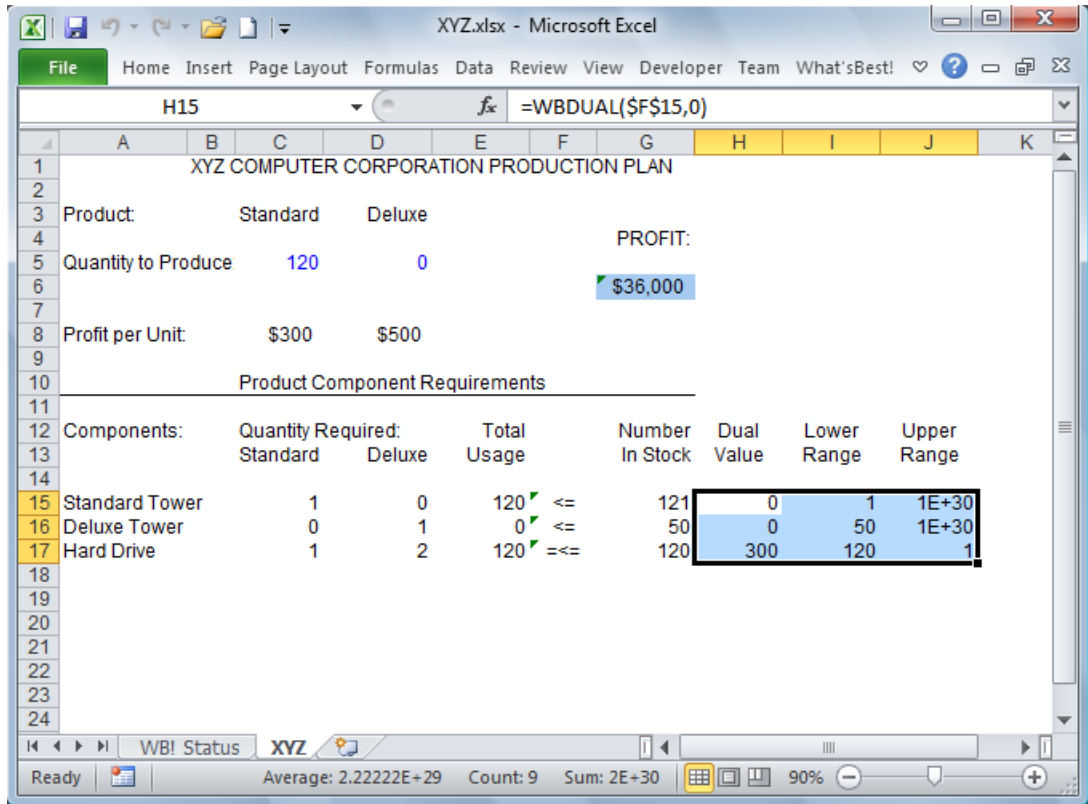 XYZ.xlsx - Microsoft Excel
File Home Insert Page Layout Formulas Data Review View Developer Team What'sBest!
H15 fx =WBDUAL($F$15,0)
A B C D E F G H I J K
1 XYZ COMPUTER CORPORATION PRODUCTION PLAN
2
3 Product: Standard Deluxe
4 PROFIT:
5 Quantity to Produce 120 0
6 $36,000
7
8 Profit per Unit: $300 $500
9
10 Product Component Requirements
11
12 Components: Quantity Required: Total Number Dual Lower Upper
13 Standard Deluxe Usage In Stock Value Range Range
14
15 Standard Tower 1 0 120 <= 121 0 1 1E+30
16 Deluxe Tower 0 1 0 <= 50 0 50 1E+30
17 Hard Drive 1 2 120 =<= 120 300 120 1
18
19
20
21
22
23
24
WB! Status XYZ
Ready Average: 2.22222E+29 Count: 9 Sum: 2E+30 90%